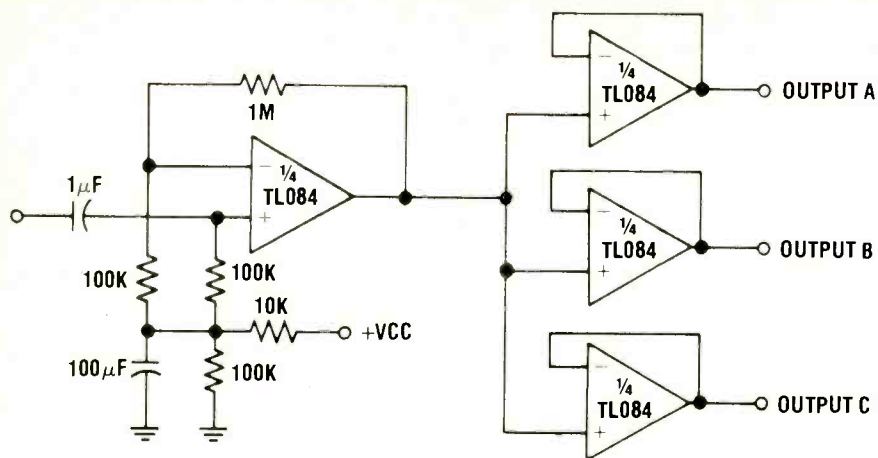 1M
1μF
100K
100K
10K
+VCC
100μF
100K
−
+
¼
TL084
−
+
¼
TL084
OUTPUT A
−
+
¼
TL084
OUTPUT B
−
+
¼
TL084
OUTPUT C